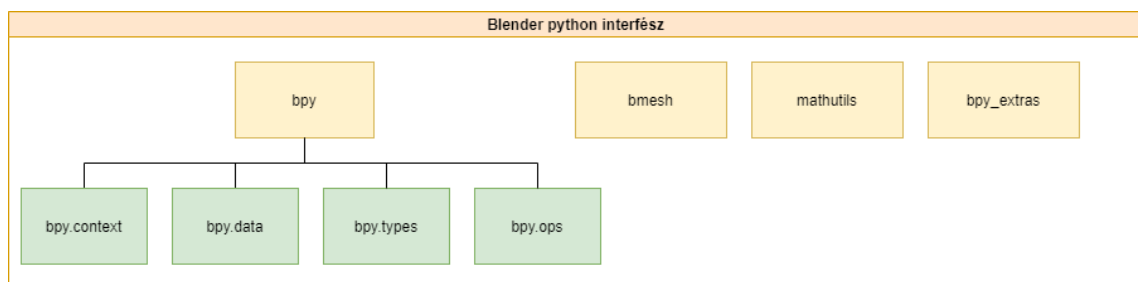 Blender python interfész
bpy
bmesh
mathutils
bpy_extras
bpy.context
bpy.data
bpy.types
bpy.ops